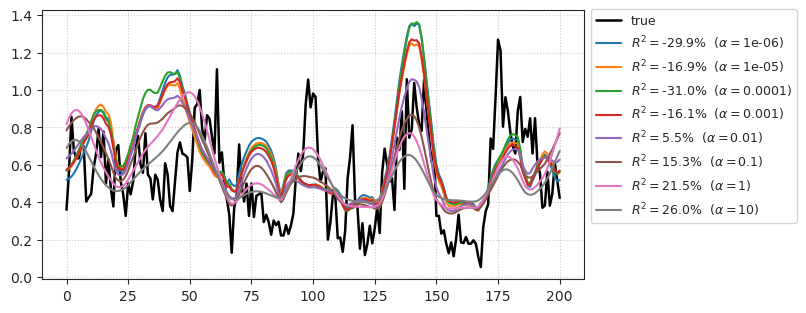 1.4
1.2
1.0
0.8
0.6
0.4
0.2
0.0
0 25 50 75 100 125 150 175 200
true
R² = -29.9% (α = 1e-06)
R² = -16.9% (α = 1e-05)
R² = -31.0% (α = 0.0001)
R² = -16.1% (α = 0.001)
R² = 5.5% (α = 0.01)
R² = 15.3% (α = 0.1)
R² = 21.5% (α = 1)
R² = 26.0% (α = 10)